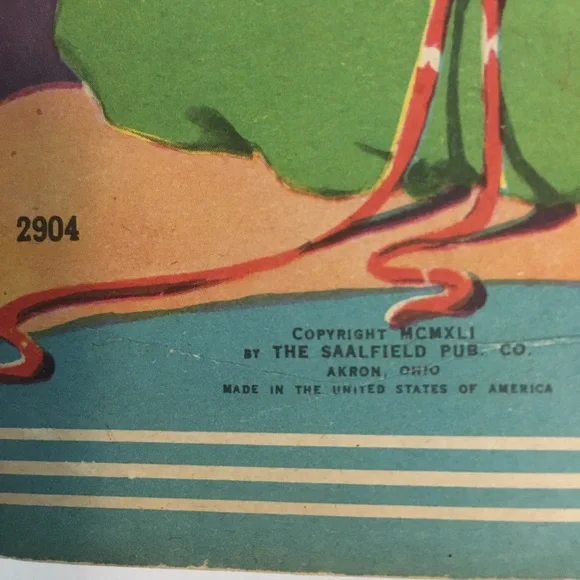 2904
COPYRIGHT MCMXLI
BY THE SAALFIELD PUB. CO.
AKRON, OHIO
MADE IN THE UNITED STATES OF AMERICA